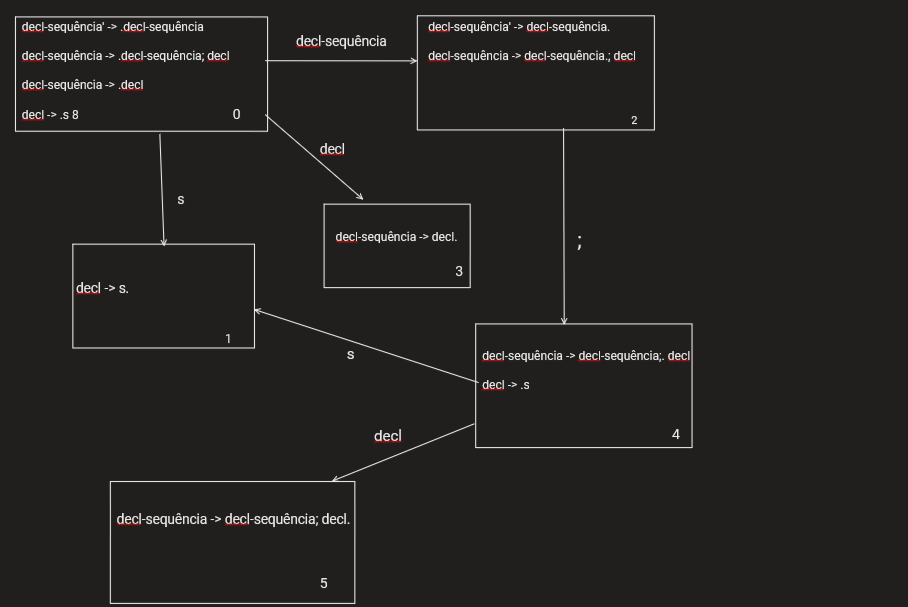 decl-sequência' -> .decl-sequência
decl-sequência -> .decl-sequência; decl
decl-sequência -> .decl
decl -> .s 8
0
decl-sequência
decl-sequência' -> decl-sequência.
decl-sequência -> decl-sequência.; decl
2
decl
s
;
decl-sequência -> decl.
3
decl -> s.
1
s
decl-sequência -> decl-sequência;. decl
decl -> .s
4
decl
decl-sequência -> decl-sequência; decl.
5